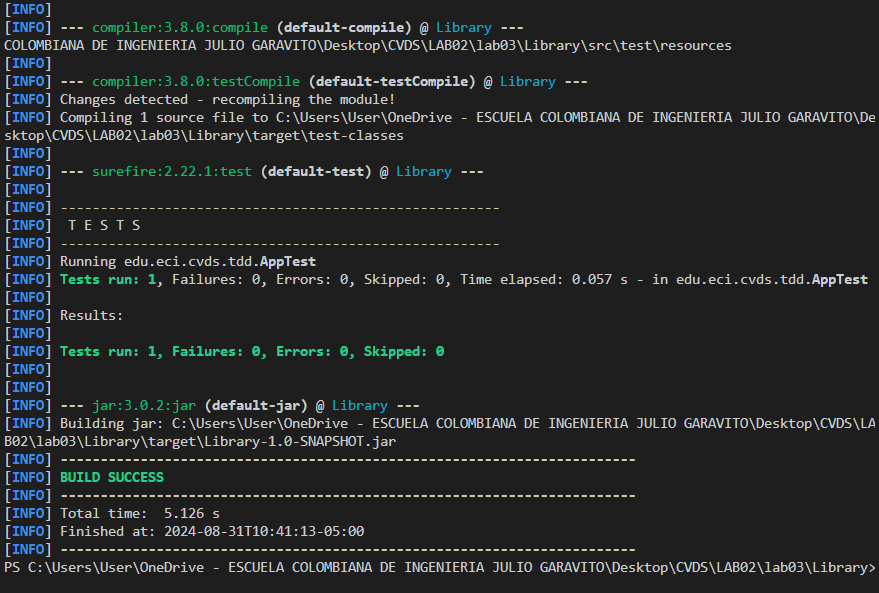 [INFO]
[INFO] --- compiler:3.8.0:compile (default-compile) @ Library ---
COLOMBIANA DE INGENIERIA JULIO GARAVITO\Desktop\CVDS\LAB02\lab03\Library\src\test\resources
[INFO]
[INFO] --- compiler:3.8.0:testCompile (default-testCompile) @ Library ---
[INFO] Changes detected - recompiling the module!
[INFO] Compiling 1 source file to C:\Users\User\OneDrive - ESCUELA COLOMBIANA DE INGENIERIA JULIO GARAVITO\De
sktop\CVDS\LAB02\lab03\Library\target\test-classes
[INFO]
[INFO] --- surefire:2.22.1:test (default-test) @ Library ---
[INFO]
[INFO] -------------------------------------------------------
[INFO]  T E S T S
[INFO] -------------------------------------------------------
[INFO] Running edu.eci.cvds.tdd.AppTest
[INFO] Tests run: 1, Failures: 0, Errors: 0, Skipped: 0, Time elapsed: 0.057 s - in edu.eci.cvds.tdd.AppTest
[INFO]
[INFO] Results:
[INFO]
[INFO] Tests run: 1, Failures: 0, Errors: 0, Skipped: 0
[INFO]
[INFO]
[INFO] --- jar:3.0.2:jar (default-jar) @ Library ---
[INFO] Building jar: C:\Users\User\OneDrive - ESCUELA COLOMBIANA DE INGENIERIA JULIO GARAVITO\Desktop\CVDS\LA
B02\lab03\Library\target\Library-1.0-SNAPSHOT.jar
[INFO] ------------------------------------------------------------------------
[INFO] BUILD SUCCESS
[INFO] ------------------------------------------------------------------------
[INFO] Total time:  5.126 s
[INFO] Finished at: 2024-08-31T10:41:13-05:00
[INFO] ------------------------------------------------------------------------
PS C:\Users\User\OneDrive - ESCUELA COLOMBIANA DE INGENIERIA JULIO GARAVITO\Desktop\CVDS\LAB02\lab03\Library>